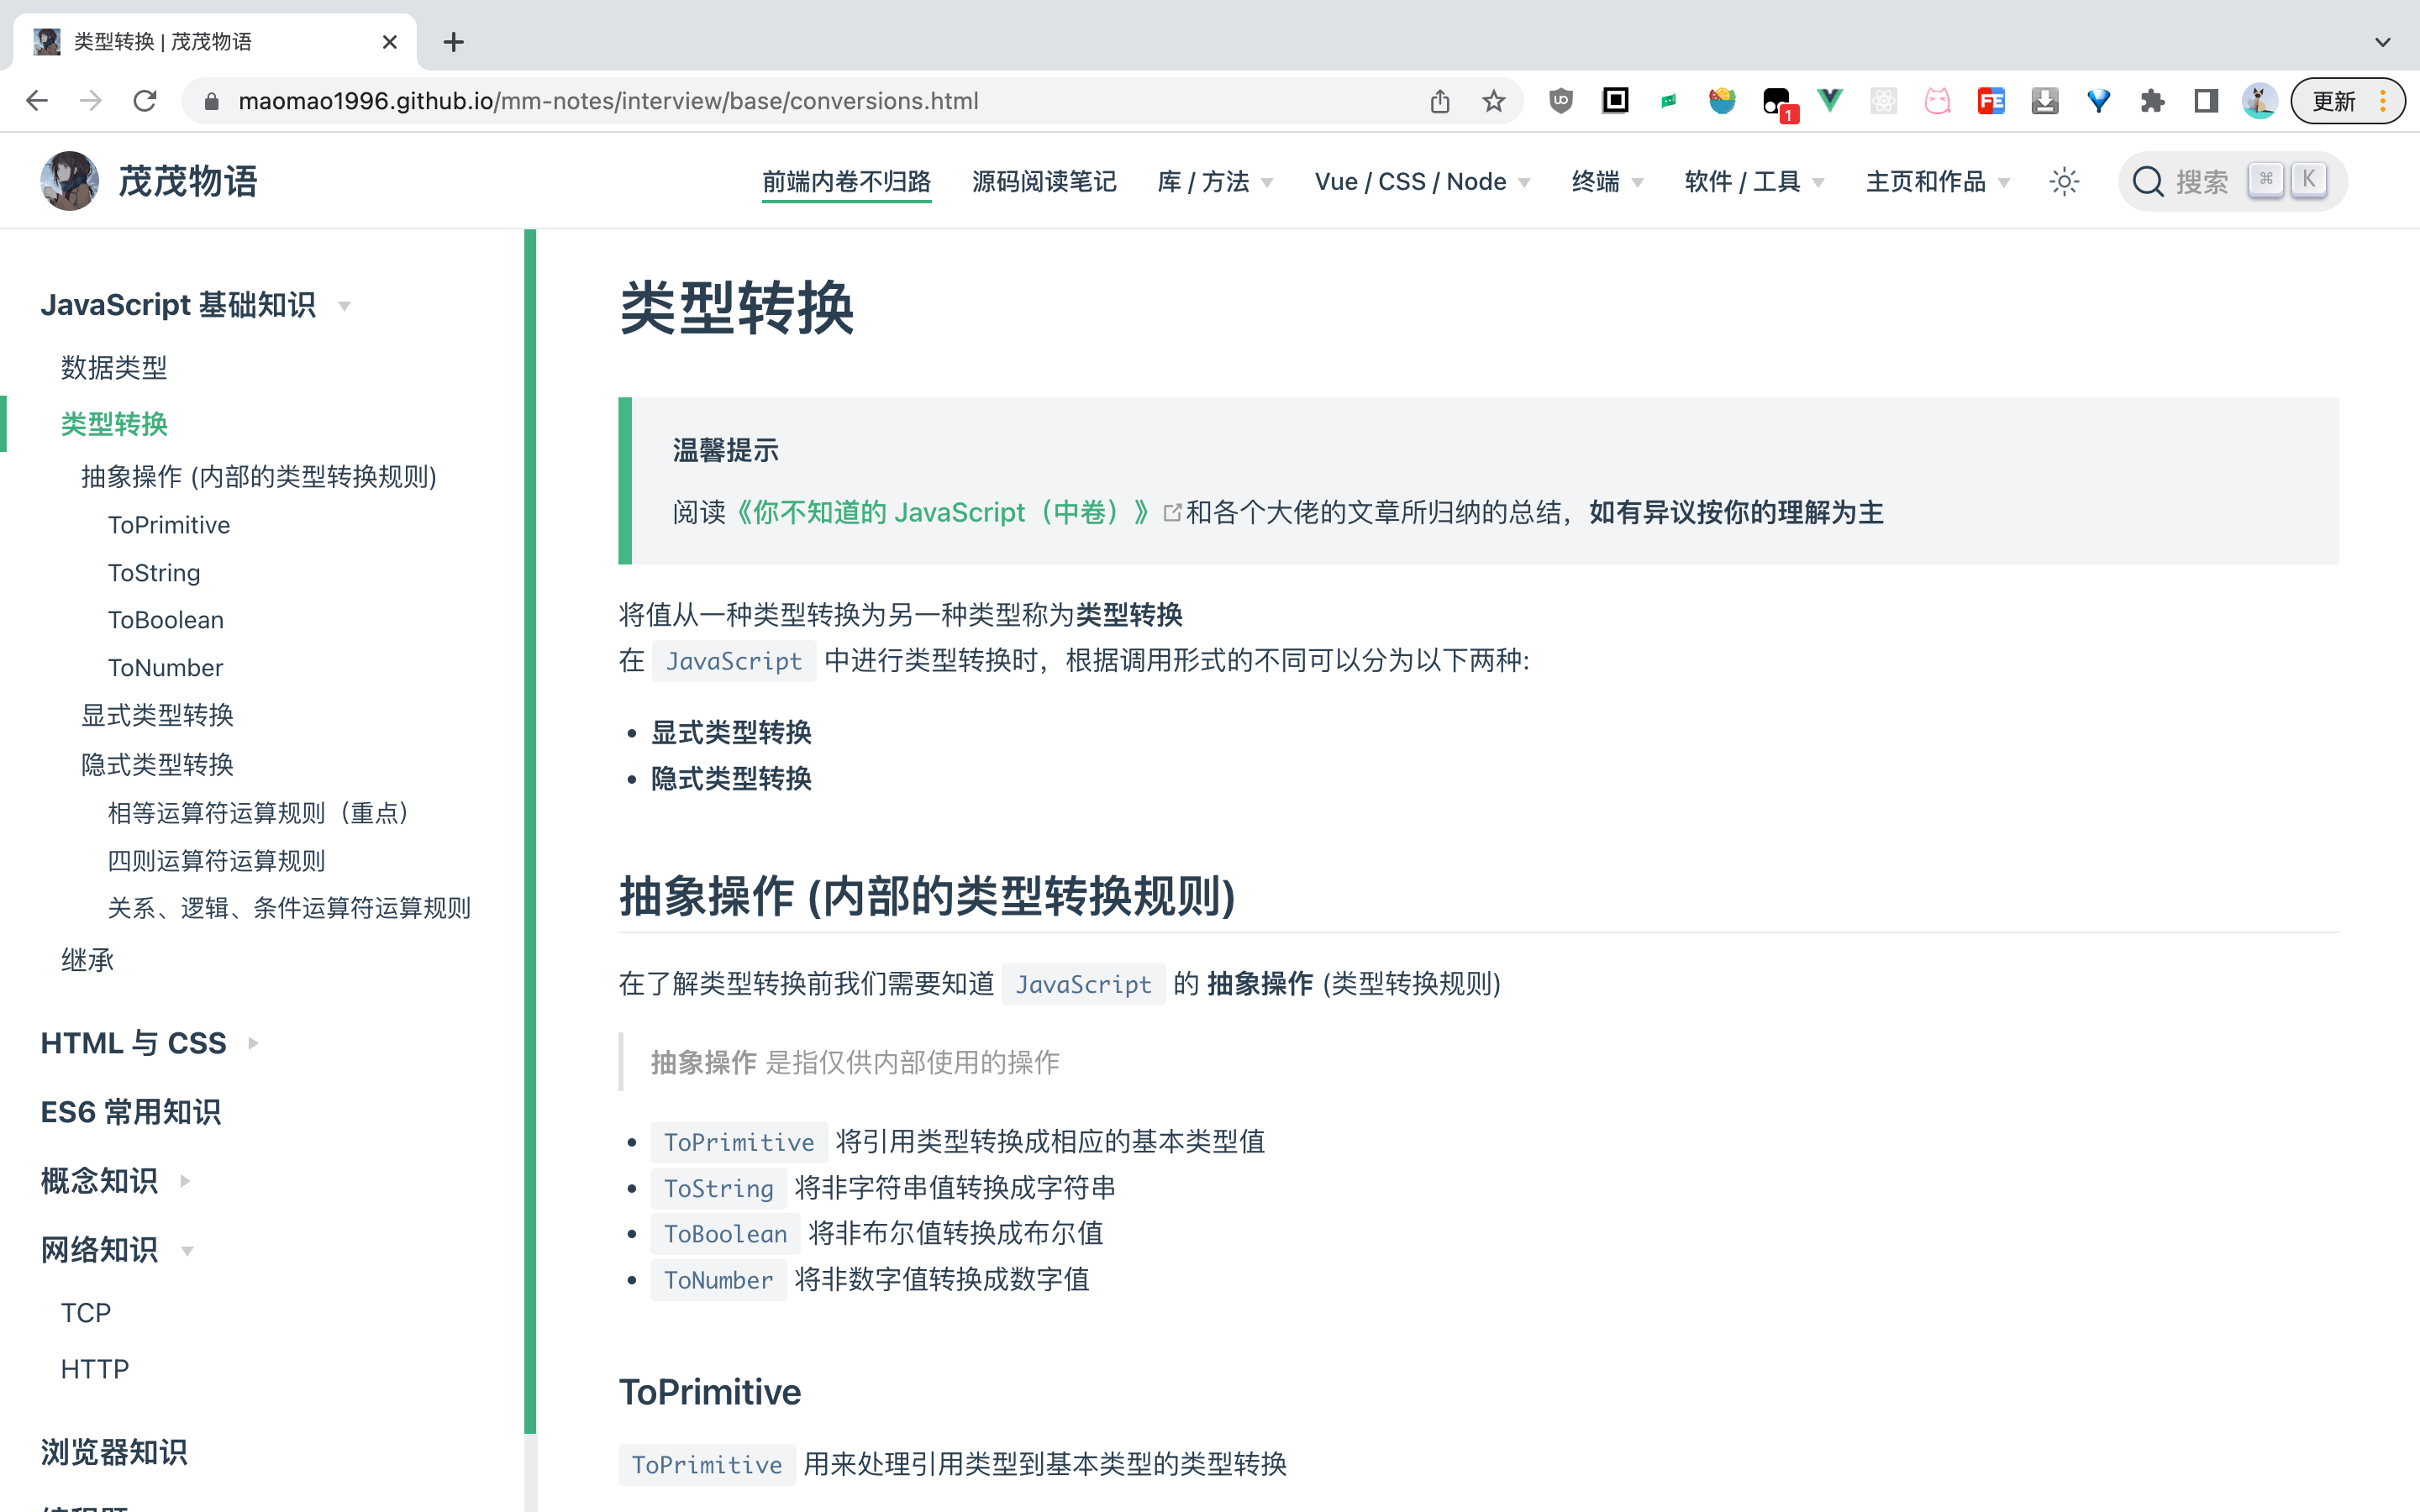 类型转换 | 茂茂物语
maomao1996.github.io/mm-notes/interview/base/conversions.html
1
更新
茂茂物语
前端内卷不归路
源码阅读笔记
库 / 方法
Vue / CSS / Node
终端
软件 / 工具
主页和作品
搜索
⌘ K
JavaScript 基础知识
数据类型
类型转换
抽象操作 (内部的类型转换规则)
ToPrimitive
ToString
ToBoolean
ToNumber
显式类型转换
隐式类型转换
相等运算符运算规则（重点）
四则运算符运算规则
关系、逻辑、条件运算符运算规则
继承
HTML 与 CSS
ES6 常用知识
概念知识
网络知识
TCP
HTTP
浏览器知识
类型转换
温馨提示
阅读《你不知道的 JavaScript（中卷）》和各个大佬的文章所归纳的总结，如有异议按你的理解为主
将值从一种类型转换为另一种类型称为类型转换
在 JavaScript 中进行类型转换时，根据调用形式的不同可以分为以下两种:
• 显式类型转换
• 隐式类型转换
抽象操作 (内部的类型转换规则)
在了解类型转换前我们需要知道 JavaScript 的 抽象操作 (类型转换规则)
抽象操作 是指仅供内部使用的操作
• ToPrimitive 将引用类型转换成相应的基本类型值
• ToString 将非字符串值转换成字符串
• ToBoolean 将非布尔值转换成布尔值
• ToNumber 将非数字值转换成数字值
ToPrimitive
ToPrimitive 用来处理引用类型到基本类型的类型转换